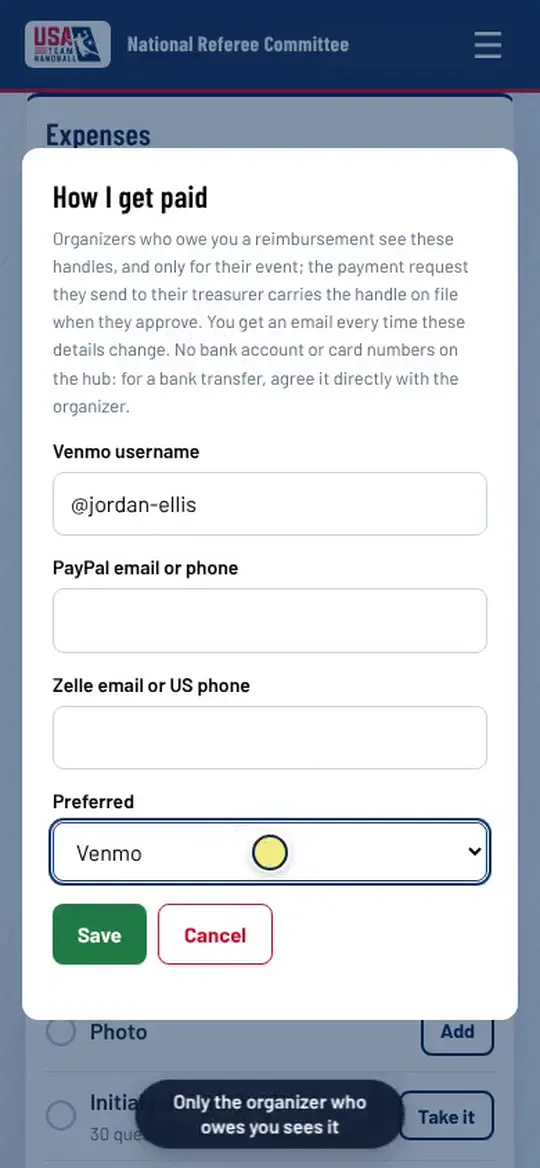 USA
TEAM
HANDBALL
National Referee Committee
Expenses
How I get paid
Organizers who owe you a reimbursement see these
handles, and only for their event; the payment request
they send to their treasurer carries the handle on file
when they approve. You get an email every time these
details change. No bank account or card numbers on
the hub: for a bank transfer, agree it directly with the
organizer.
Venmo username
@jordan-ellis
PayPal email or phone
Zelle email or US phone
Preferred
Venmo
Save
Cancel
Photo
Add
Initia
Take it
30 que
Only the organizer who
owes you sees it